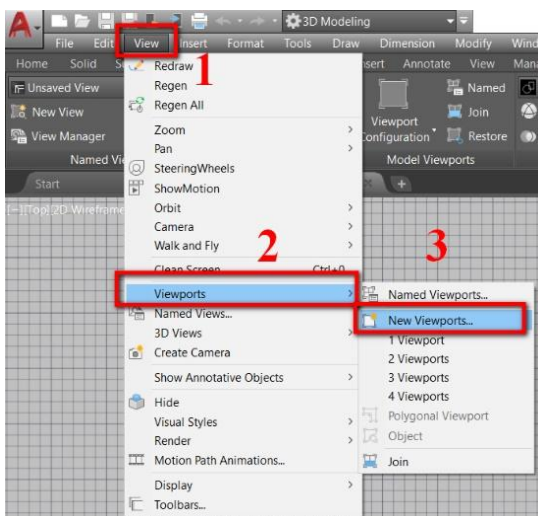 A
3D Modeling
File Edit View Insert Format Tools Draw Dimension Modify Wind
1
Home Solid
Annotate View Mana
Unsaved View
New View
View Manager
Named Vie
Viewport
Configuration
Named
Join
Restore
Model Viewports
Start
+
[−][Top][2D Wireframe
Redraw
Regen
Regen All
Zoom
Pan
SteeringWheels
ShowMotion
Orbit
Camera
Walk and Fly
2
Clean Screen Ctrl+0
Viewports
Named Views...
3D Views
Create Camera
Show Annotative Objects
Hide
Visual Styles
Render
Motion Path Animations...
Display
Toolbars...
3
Named Viewports...
New Viewports...
1 Viewport
2 Viewports
3 Viewports
4 Viewports
Polygonal Viewport
Object
Join